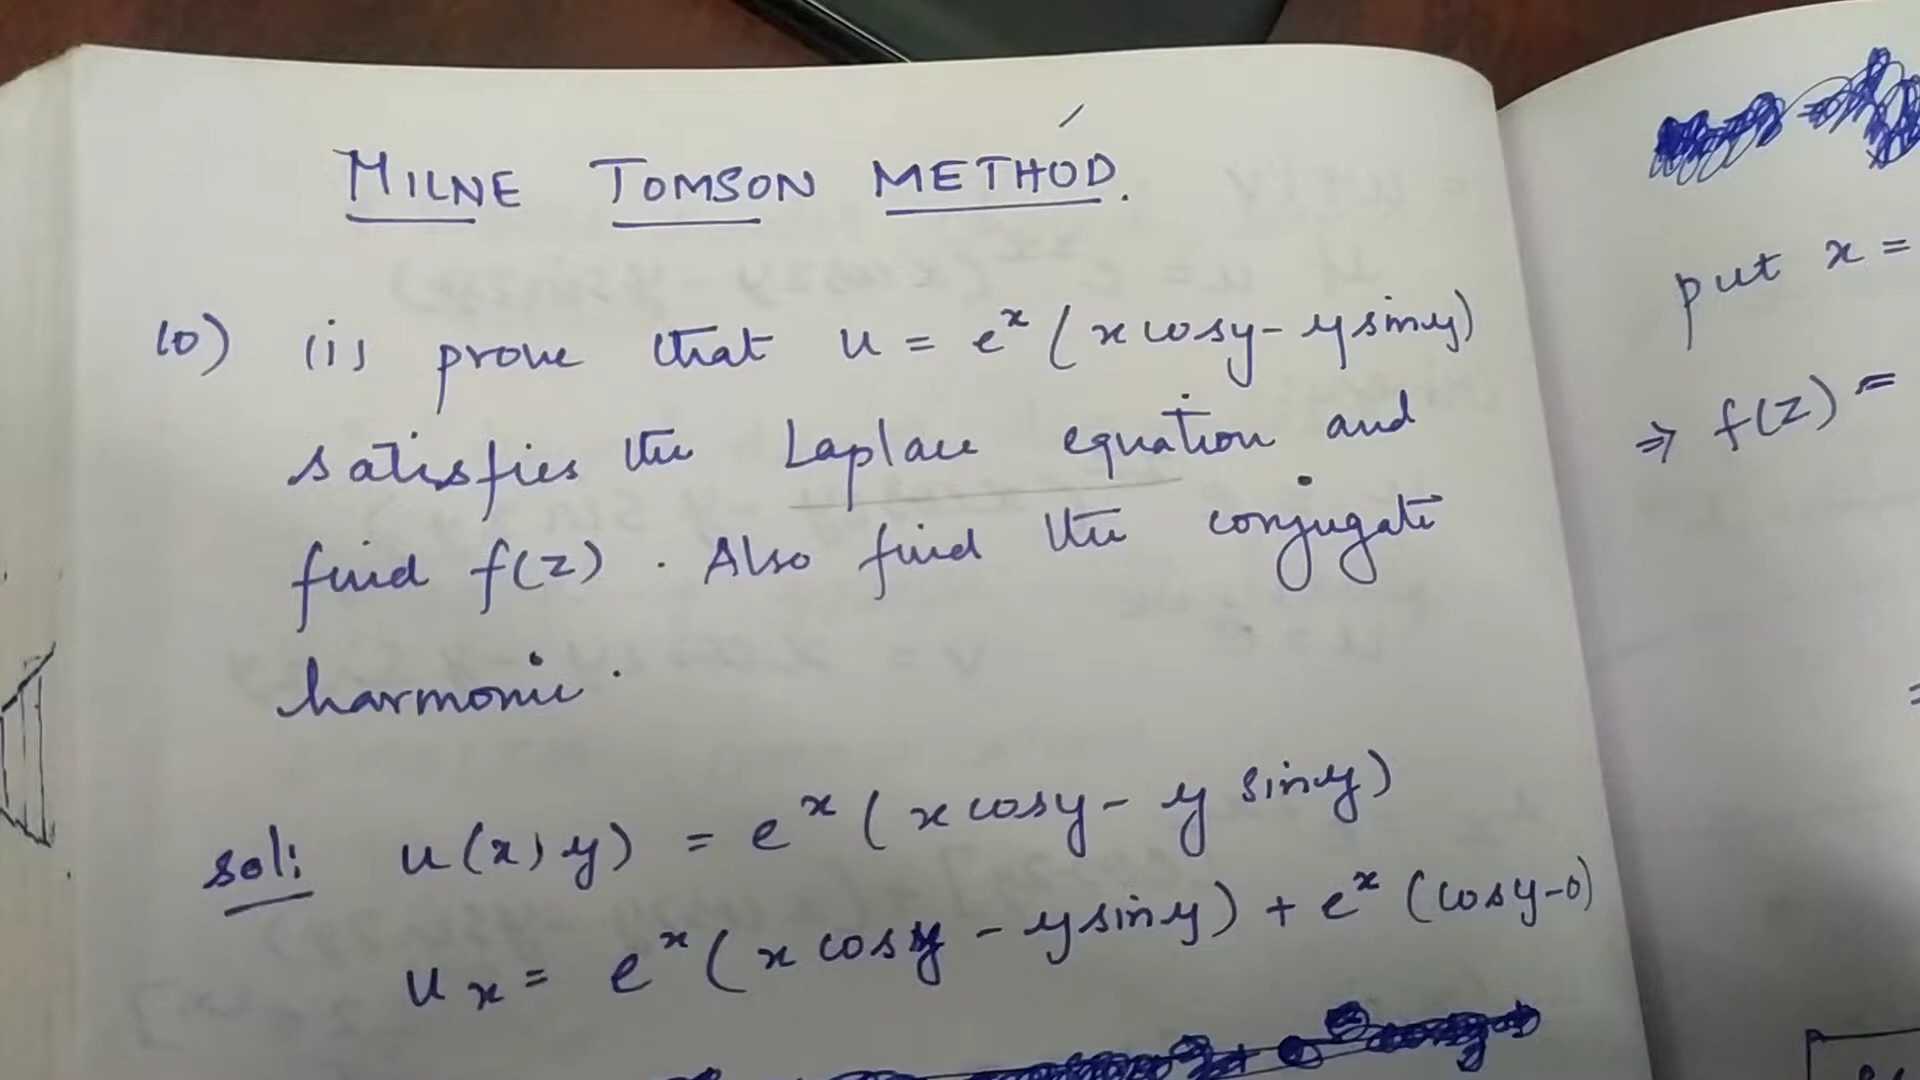 MILNE TOMSON METHOD.
10) (i) prove that u = e^x (x cosy - y siny)
satisfies the Laplace equation and
find f(z). Also find the conjugate
harmonic.
sol: u(x,y) = e^x (x cosy - y siny)
u_x = e^x (x cosy - y siny) + e^x (cosy-0)
put x =
⇒ f(z) =